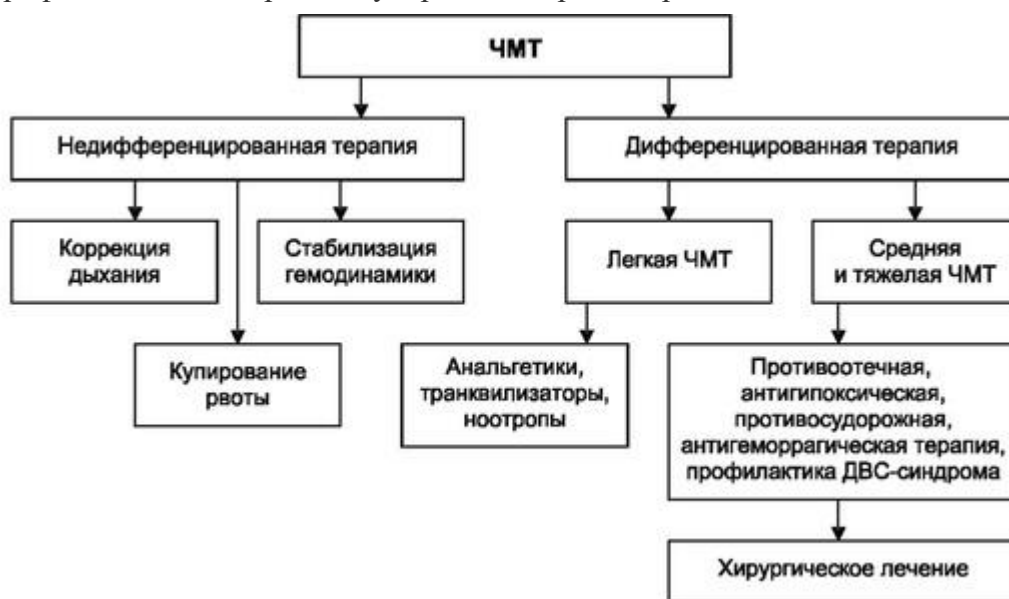 ЧМТ
Недифференцированная терапия
Дифференцированная терапия
Коррекция
дыхания
Стабилизация
гемодинамики
Легкая ЧМТ
Средняя
и тяжелая ЧМТ
Купирование
рвоты
Анальгетики,
транквилизаторы,
ноотропы
Противоотечная,
антигипоксическая,
противосудорожная,
антигеморрагическая терапия,
профилактика ДВС-синдрома
Хирургическое лечение